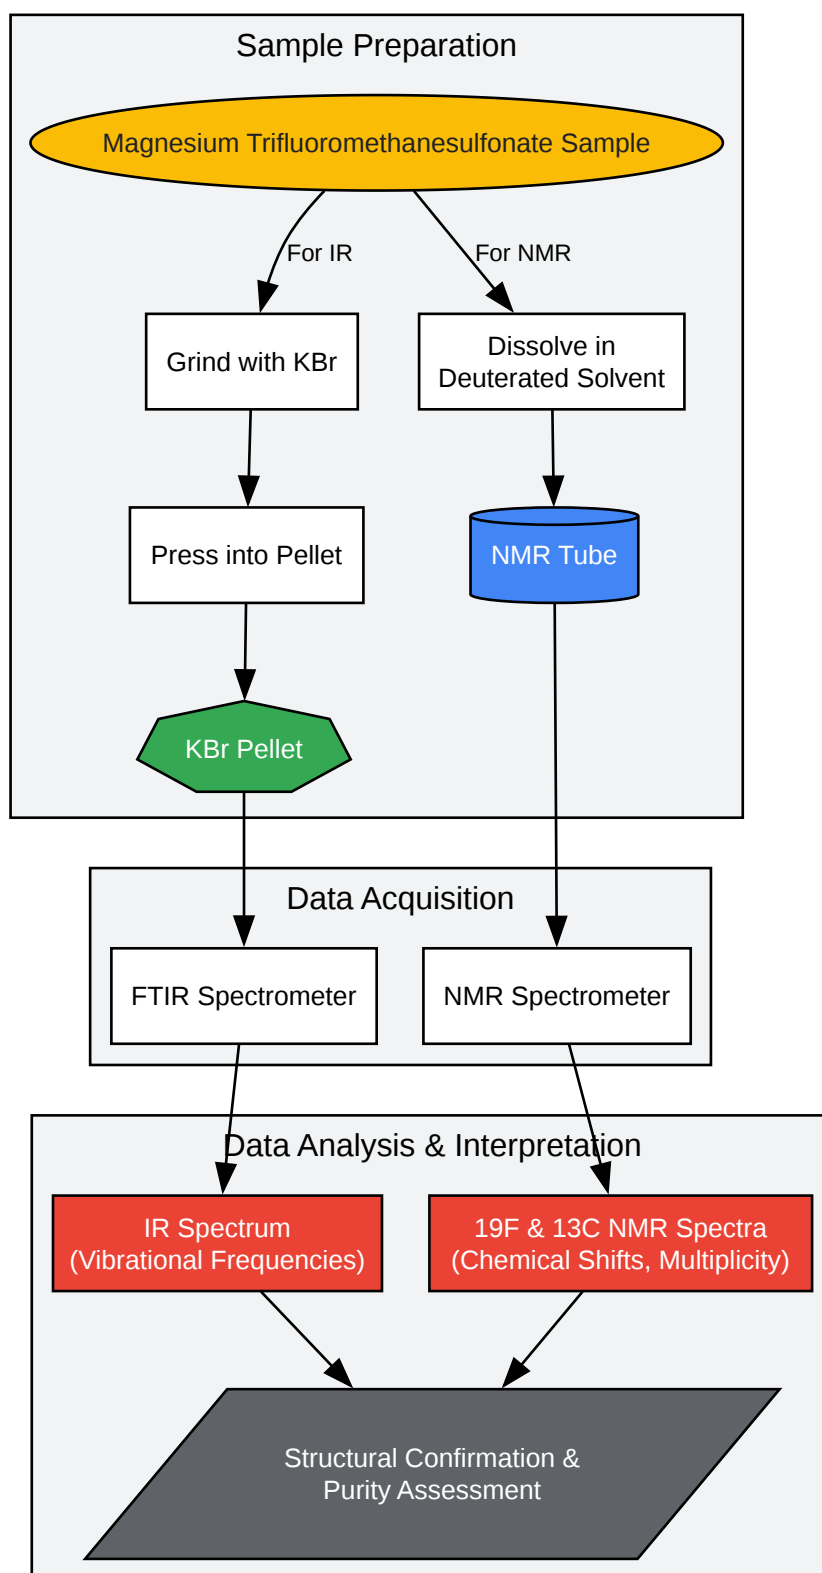 Sample Preparation
Magnesium Trifluoromethanesulfonate Sample
For IR
For NMR
Grind with KBr
Dissolve in
Deuterated Solvent
Press into Pellet
NMR Tube
KBr Pellet
Data Acquisition
FTIR Spectrometer
NMR Spectrometer
Data Analysis & Interpretation
IR Spectrum
(Vibrational Frequencies)
19F & 13C NMR Spectra
(Chemical Shifts, Multiplicity)
Structural Confirmation &
Purity Assessment